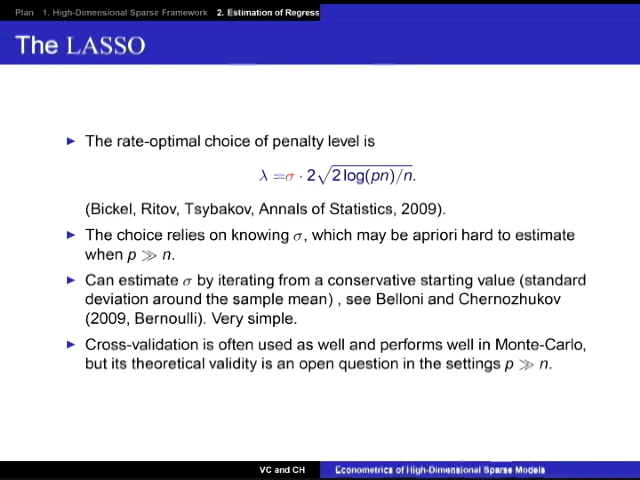 Plan 1. High-Dimensional Sparse Framework 2. Estimation of Regress
The LASSO
▶ The rate-optimal choice of penalty level is
λ =σ · 2√2 log(pn)/n.
(Bickel, Ritov, Tsybakov, Annals of Statistics, 2009).
▶ The choice relies on knowing σ, which may be apriori hard to estimate
when p ≫ n.
▶ Can estimate σ by iterating from a conservative starting value (standard
deviation around the sample mean) , see Belloni and Chernozhukov
(2009, Bernoulli). Very simple.
▶ Cross-validation is often used as well and performs well in Monte-Carlo,
but its theoretical validity is an open question in the settings p ≫ n.
VC and CH Econometrics of High-Dimensional Sparse Models